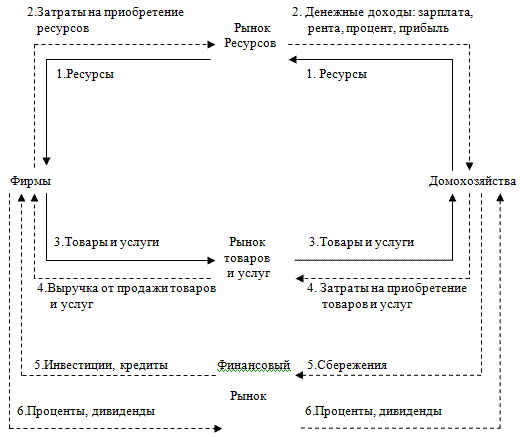 2.Затраты на приобретение
ресурсов
Рынок
Ресурсов
2. Денежные доходы: зарплата,
рента, процент, прибыль
1.Ресурсы
1. Ресурсы
Фирмы
Домохозяйства
3.Товары и услуги
Рынок
товаров
и услуг
3.Товары и услуги
4.Выручка от продажи товаров
и услуг
4. Затраты на приобретение
товаров и услуг
5.Инвестиции, кредиты
Финансовый
Рынок
5.Сбережения
6.Проценты, дивиденды
6.Проценты, дивиденды